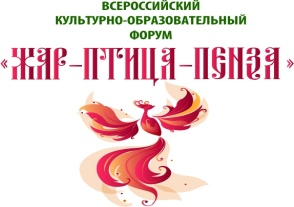 ВСЕРОССИЙСКИЙ
КУЛЬТУРНО-ОБРАЗОВАТЕЛЬНЫЙ
ФОРУМ
«ЖАР-ПТИЦА-ПЕНЗА»